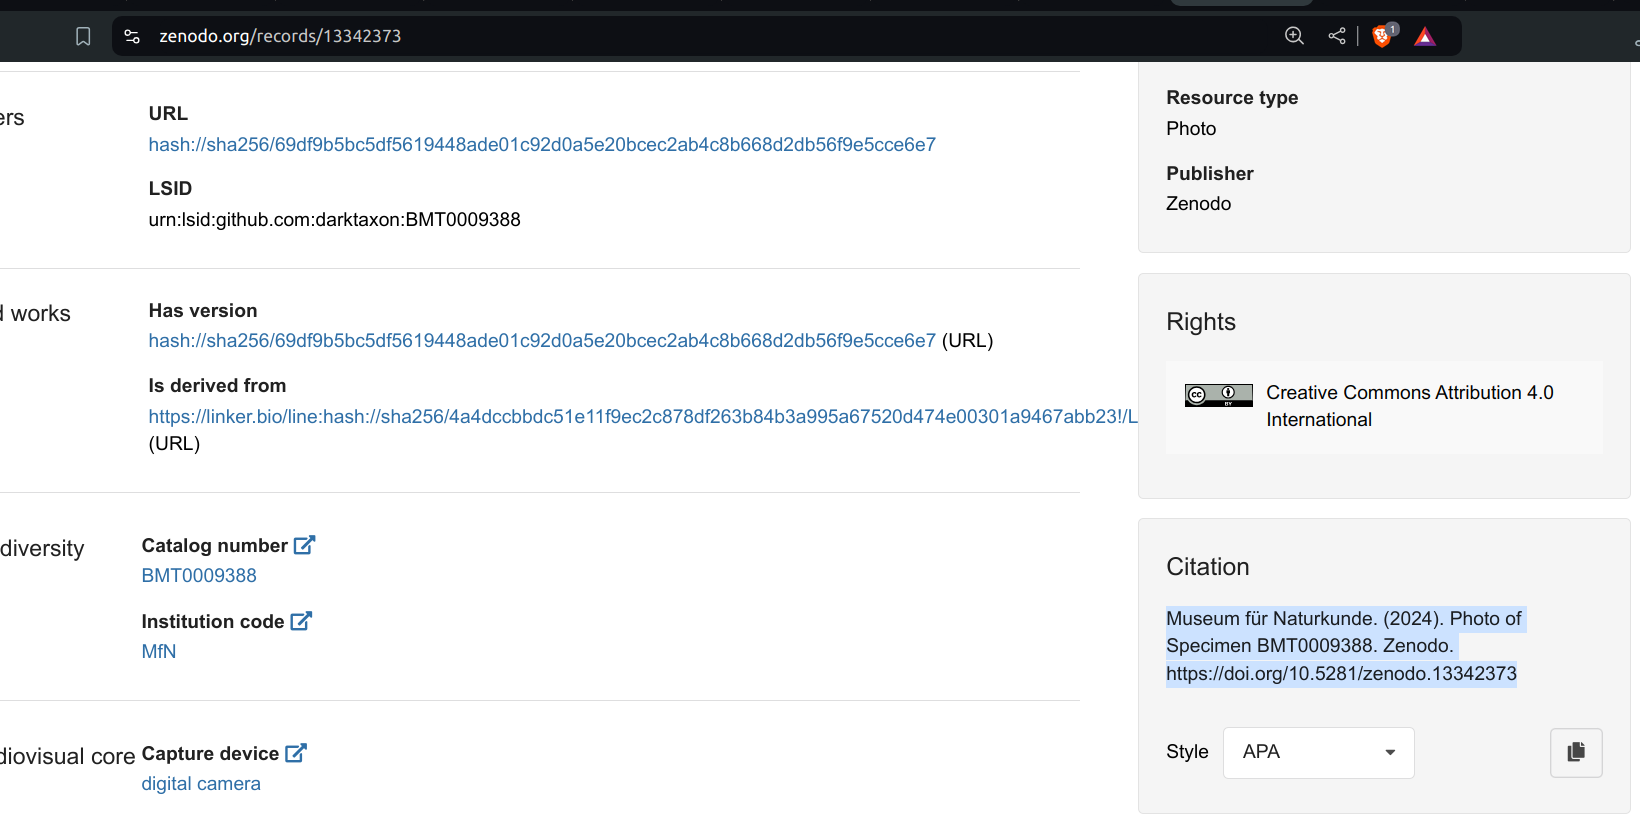 zenodo.org/records/13342373
1
ers
URL
hash://sha256/69df9b5bc5df5619448ade01c92d0a5e20bcec2ab4c8b668d2db56f9e5cce6e7
LSID
urn:lsid:github.com:darktaxon:BMT0009388
d works
Has version
hash://sha256/69df9b5bc5df5619448ade01c92d0a5e20bcec2ab4c8b668d2db56f9e5cce6e7 (URL)
Is derived from
https://linker.bio/line:hash://sha256/4a4dccbbdc51e11f9ec2c878df263b84b3a995a67520d474e00301a9467abb23!/L
(URL)
diversity
Catalog number
BMT0009388
Institution code
MfN
diovisual core
Capture device
digital camera
Resource type
Photo
Publisher
Zenodo
Rights
cc BY
Creative Commons Attribution 4.0
International
Citation
Museum für Naturkunde. (2024). Photo of
Specimen BMT0009388. Zenodo.
https://doi.org/10.5281/zenodo.13342373
Style APA